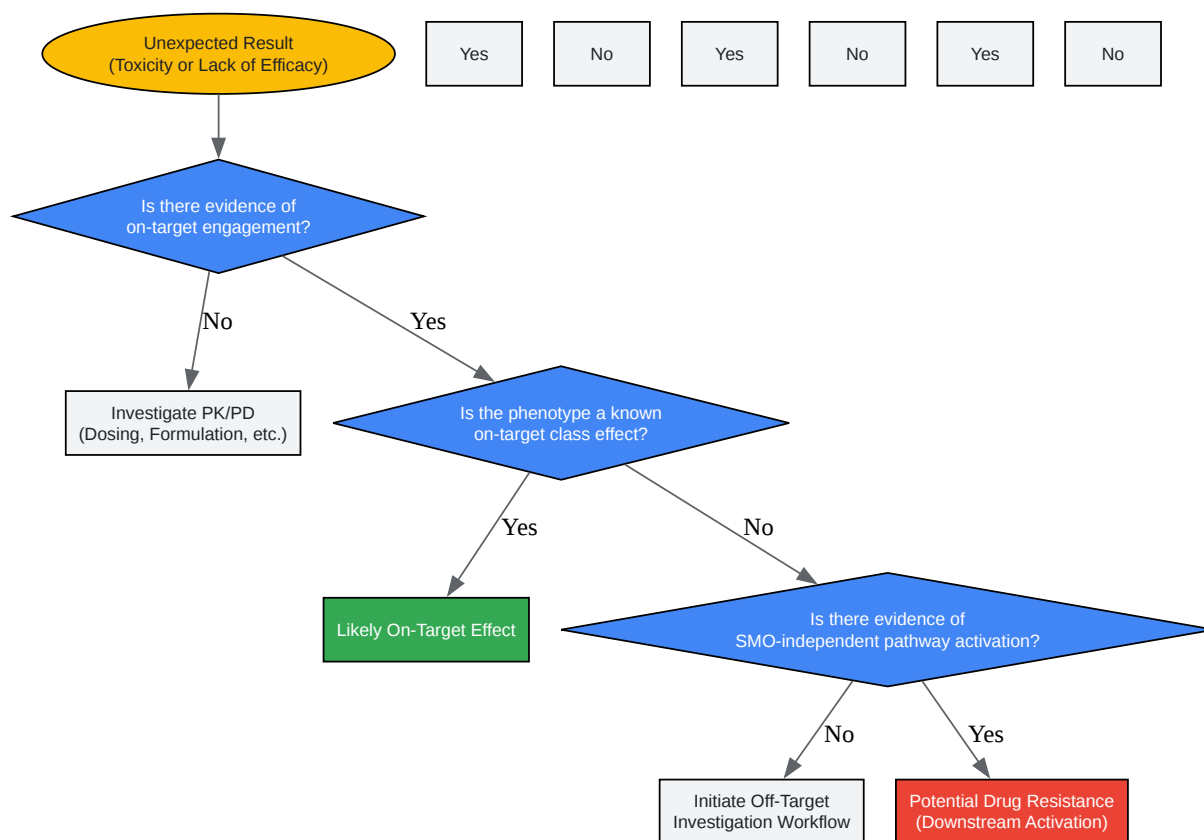 Unexpected Result
(Toxicity or Lack of Efficacy)
Yes
No
Yes
No
Yes
No
Is there evidence of
on-target engagement?
No
Yes
Investigate PK/PD
(Dosing, Formulation, etc.)
Is the phenotype a known
on-target class effect?
Yes
No
Likely On-Target Effect
Is there evidence of
SMO-independent pathway activation?
No
Yes
Initiate Off-Target
Investigation Workflow
Potential Drug Resistance
(Downstream Activation)